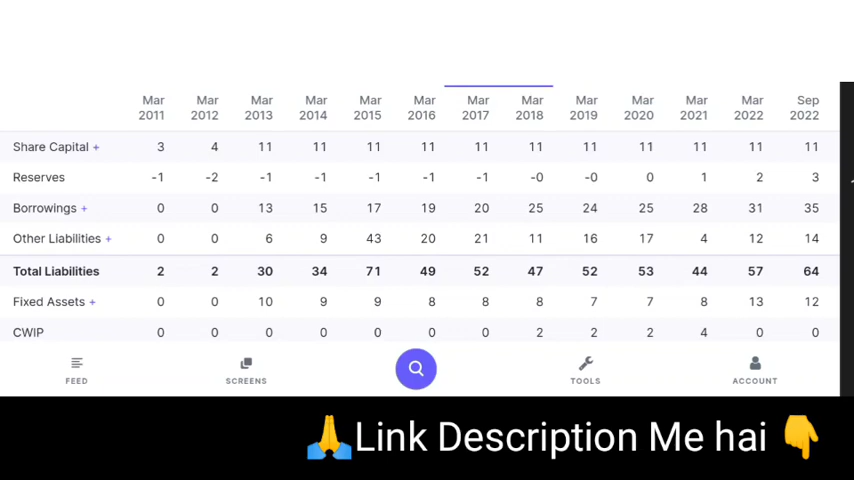 Mar Mar Mar Mar Mar Mar Mar Mar Mar Mar Mar Mar Sep
2011 2012 2013 2014 2015 2016 2017 2018 2019 2020 2021 2022 2022
Share Capital + 3 4 11 11 11 11 11 11 11 11 11 11 11
Reserves -1 -2 -1 -1 -1 -1 -1 -0 -0 0 1 2 3
Borrowings + 0 0 13 15 17 19 20 25 24 25 28 31 35
Other Liabilities + 0 0 6 9 43 20 21 11 16 17 4 12 14
Total Liabilities 2 2 30 34 71 49 52 47 52 53 44 57 64
Fixed Assets + 0 0 10 9 9 8 8 8 7 7 8 13 12
CWIP 0 0 0 0 0 0 0 2 2 2 4 0 0
FEED SCREENS TOOLS ACCOUNT
🙏Link Description Me hai 👇